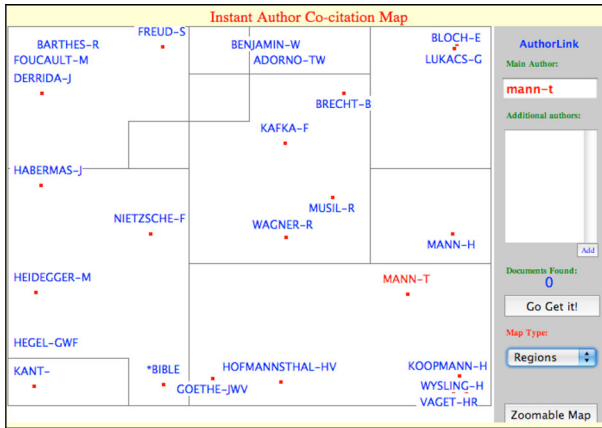 Instant Author Co-citation Map
FREUD-S
BARTHES-R
FOUCAULT-M
DERRIDA-J
BENJAMIN-W
ADORNO-TW
BLOCH-E
LUKACS-G
BRECHT-B
KAFKA-F
HABERMAS-J
NIETZSCHE-F
MUSIL-R
WAGNER-R
MANN-H
HEIDEGGER-M
MANN-T
HEGEL-GWF
KANT-
*BIBLE
GOETHE-JWV
HOFMANNSTHAL-HV
KOOPMANN-H
WYSLING-H
VAGET-HR
AuthorLink
Main Author:
mann-t
Additional authors:
Add
Documents Found:
0
Go Get it!
Map Type:
Regions
Zoomable Map